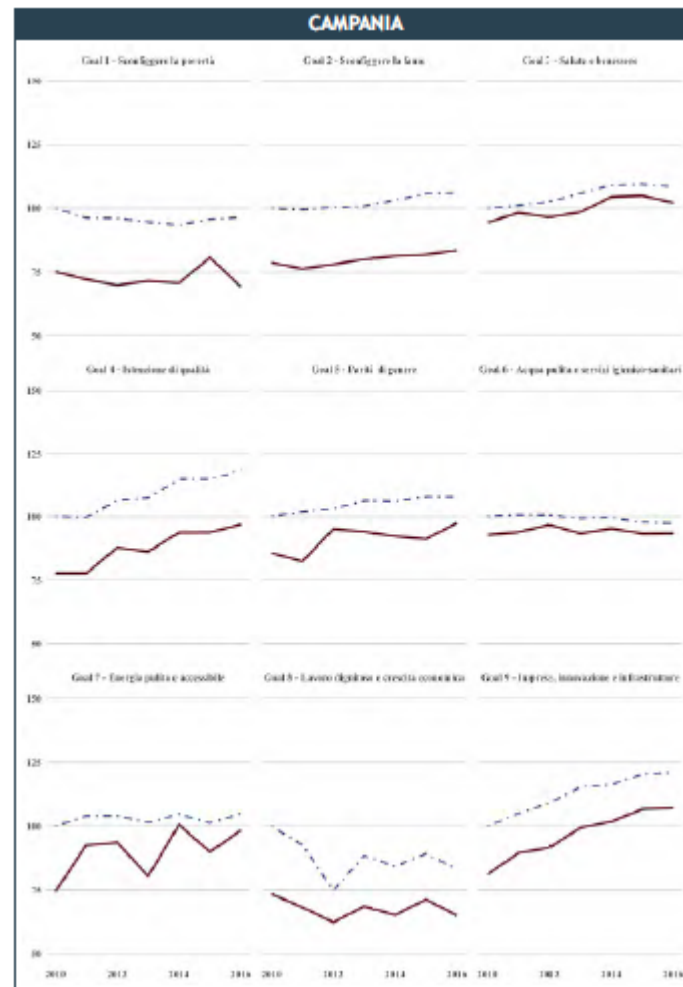 CAMPANIA
Goal 1 - Sconfiggere la povertà
Goal 2 - Sconfiggere la fame
Goal 3 - Salute e benessere
150
125
100
75
50
Goal 4 - Istruzione di qualità
Goal 5 - Parità di genere
Goal 6 - Acqua pulita e servizi igienico-sanitari
150
125
100
75
50
Goal 7 - Energia pulita e accessibile
Goal 8 - Lavoro dignitoso e crescita economica
Goal 9 - Imprese, innovazione e infrastrutture
150
125
100
75
50
2010 2012 2014 2016 2010 2012 2014 2016 2010 2012 2014 2016